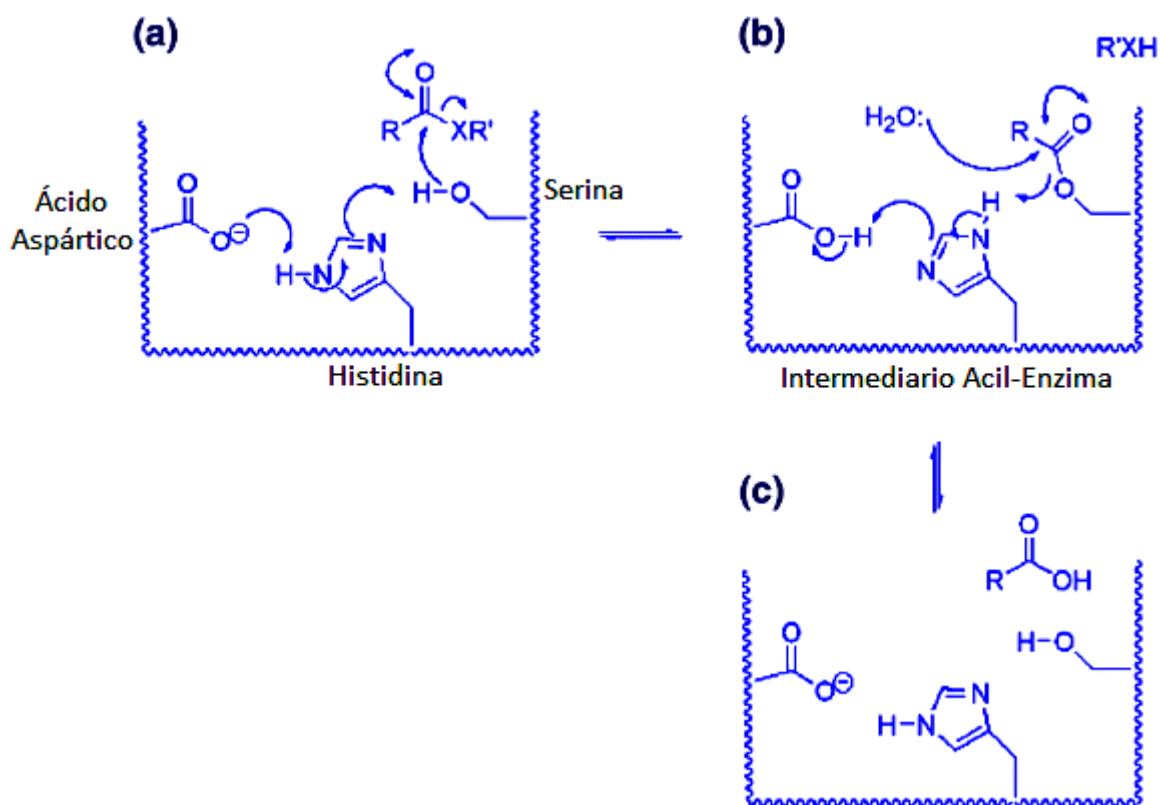 (a)
O
R
XR'
H-O
Serina
Ácido
Aspártico
O
O⊖
H-N
N
Histidina
(b)
R'XH
H₂O:
R
O
O
O
O-H
H
N
N
Intermediario Acil-Enzima
(c)
O
R
OH
H-O
O
O⊖
H-N
N